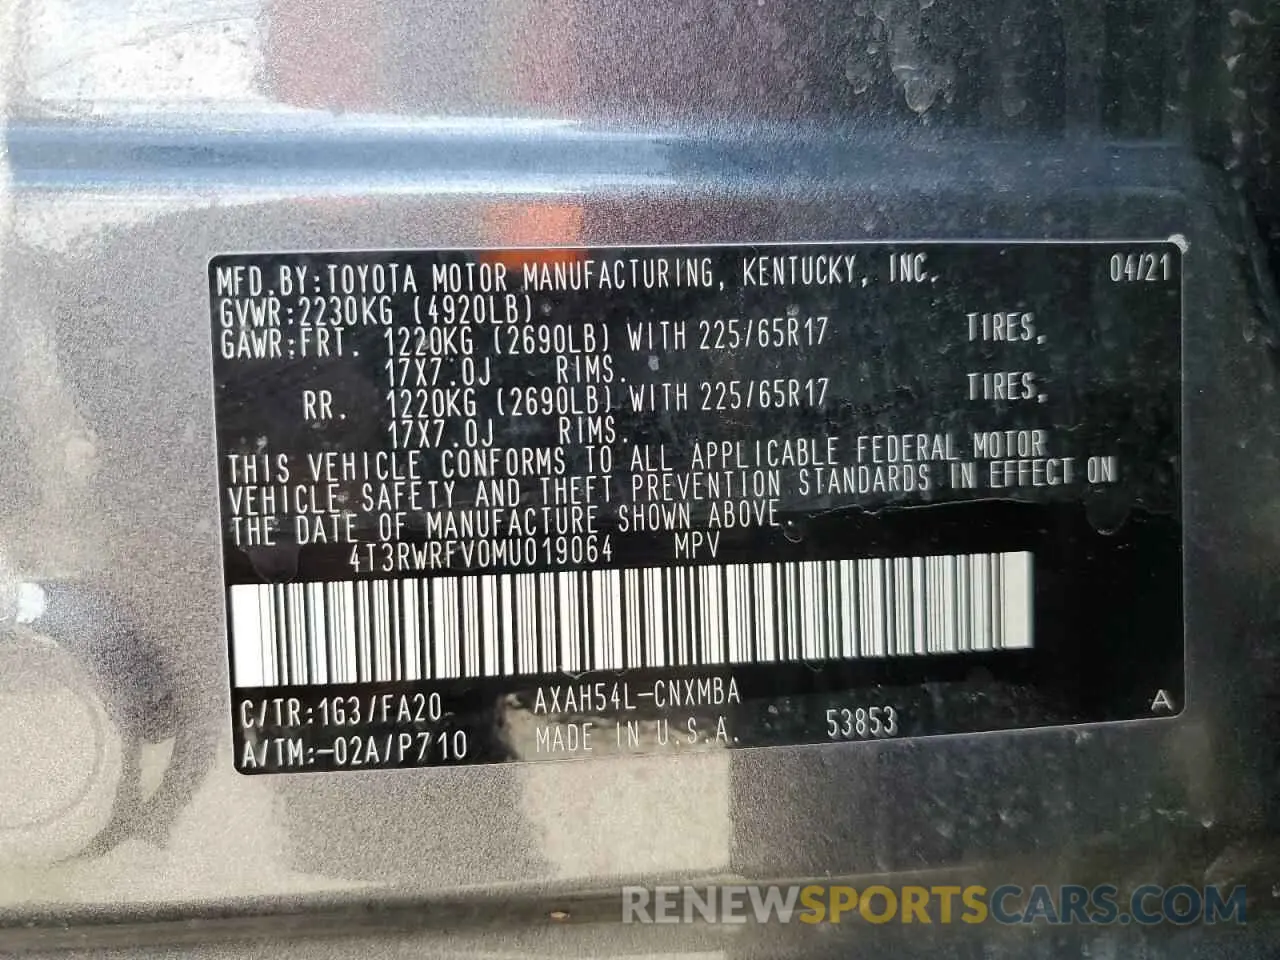 MFD.BY:TOYOTA MOTOR MANUFACTURING, KENTUCKY, INC. 04/21
GVWR:2230KG (4920LB)
GAWR:FRT. 1220KG (2690LB) WITH 225/65R17 TIRES,
17X7.0J RIMS.
RR. 1220KG (2690LB) WITH 225/65R17 TIRES,
17X7.0J RIMS.
THIS VEHICLE CONFORMS TO ALL APPLICABLE FEDERAL MOTOR
VEHICLE SAFETY AND THEFT PREVENTION STANDARDS IN EFFECT ON
THE DATE OF MANUFACTURE SHOWN ABOVE.
4T3RWRFV0MU019064 MPV
C/TR:1G3/FA20 AXAH54L-CNXMBA A
A/TM:-02A/P710 MADE IN U.S.A. 53853
RENEWSPORTSCARS.COM